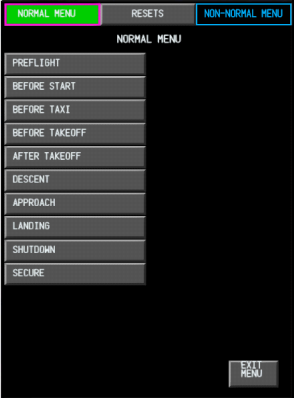 NORMAL MENU RESETS NON-NORMAL MENU
NORMAL MENU
PREFLIGHT
BEFORE START
BEFORE TAXI
BEFORE TAKEOFF
AFTER TAKEOFF
DESCENT
APPROACH
LANDING
SHUTDOWN
SECURE
EXIT
MENU